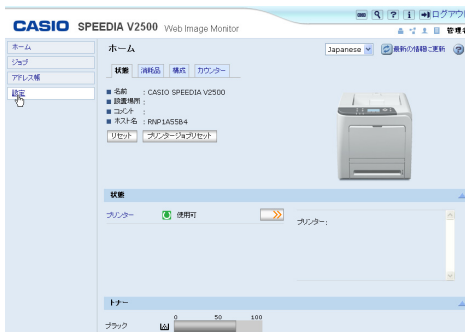 CASIO SPEEDIA V2500 Web Image Monitor
ログアウ
管理者
ホーム
ジョブ
アドレス帳
設定
ホーム
Japanese
最新の情報に更新
状態 消耗品 構成 カウンター
名前 : CASIO SPEEDIA V2500
設置場所 :
コメント :
ホスト名 : RNP1A55B4
リセット プリンタージョブリセット
状態
プリンター 使用可
プリンター:
トナー
0 50 100
ブラック